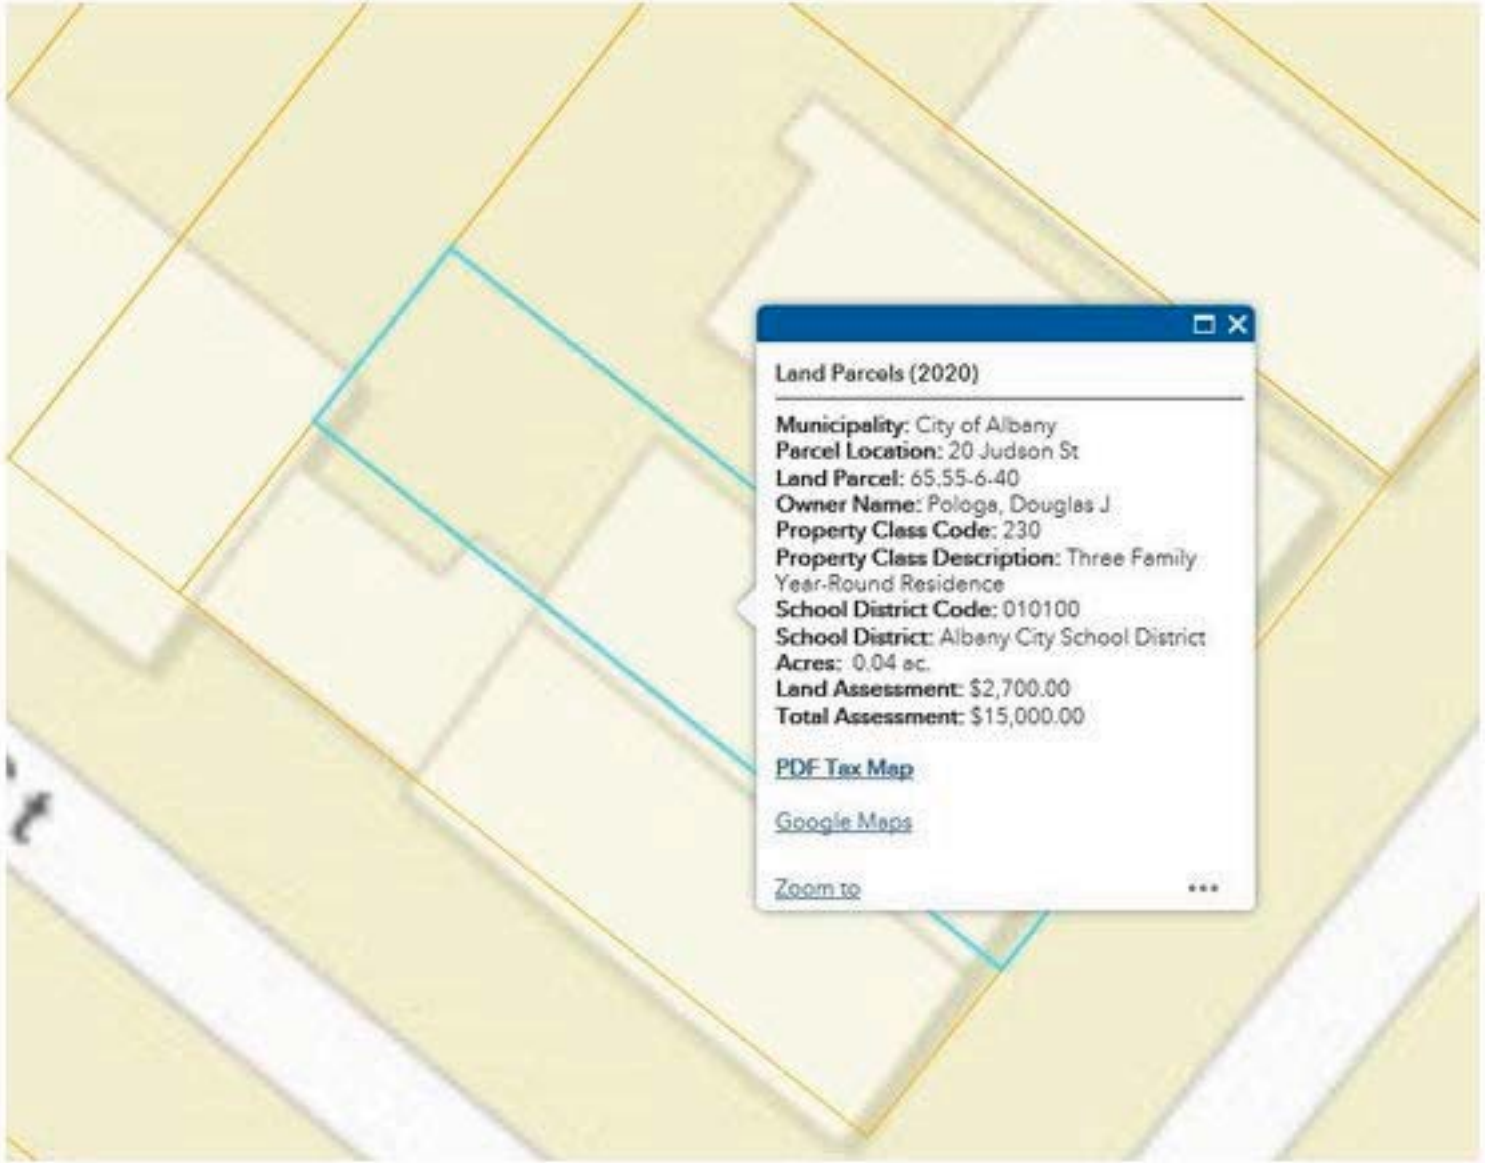 Land Parcels (2020)
Municipality: City of Albany
Parcel Location: 20 Judson St
Land Parcel: 65.55-6-40
Owner Name: Pologa, Douglas J
Property Class Code: 230
Property Class Description: Three Family
Year-Round Residence
School District Code: 010100
School District: Albany City School District
Acres: 0.04 ac.
Land Assessment: $2,700.00
Total Assessment: $15,000.00
PDF Tax Map
Google Maps
Zoom to
...
t